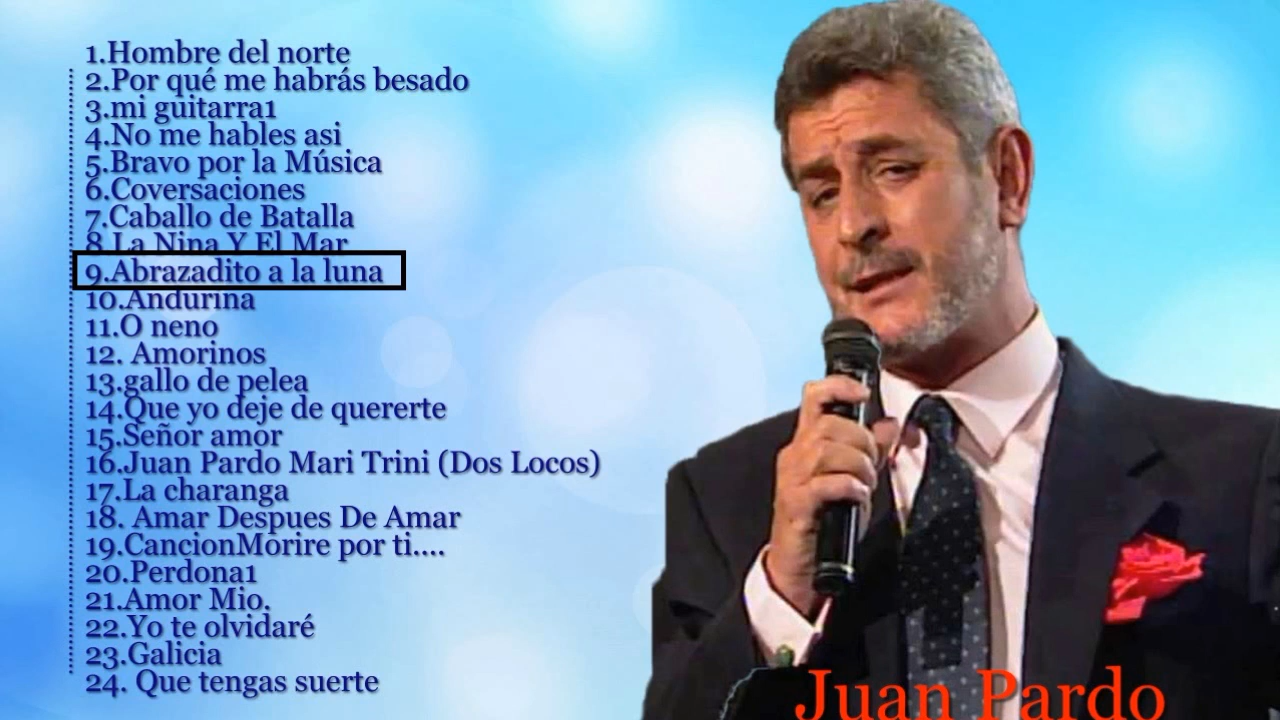 1.Hombre del norte
2.Por qué me habrás besado
3.mi guitarra1
4.No me hables asi
5.Bravo por la Música
6.Coversaciones
7.Caballo de Batalla
8.La Nina Y El Mar
9.Abrazadito a la luna
10.Andurina
11.O neno
12. Amorinos
13.gallo de pelea
14.Que yo deje de quererte
15.Señor amor
16.Juan Pardo Mari Trini (Dos Locos)
17.La charanga
18. Amar Despues De Amar
19.CancionMorire por ti....
20.Perdona1
21.Amor Mio.
22.Yo te olvidaré
23.Galicia
24. Que tengas suerte
Juan Pardo